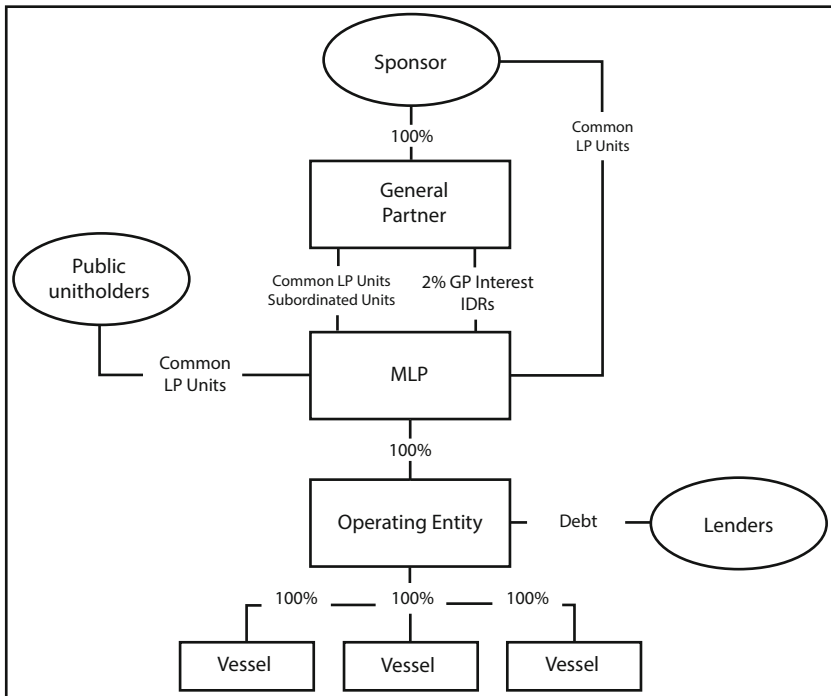 Sponsor
100%
Common
LP Units
General
Partner
Public
unitholders
Common LP Units
Subordinated Units
2% GP Interest
IDRs
Common
LP Units
MLP
100%
Operating Entity
Debt
Lenders
100%
100%
100%
Vessel
Vessel
Vessel